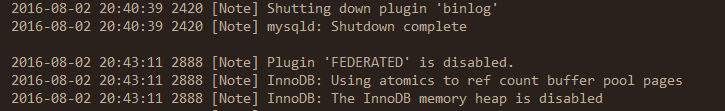 2016-08-02 20:40:39 2420 [Note] Shutting down plugin 'binlog'
2016-08-02 20:40:39 2420 [Note] mysqld: Shutdown complete
2016-08-02 20:43:11 2888 [Note] Plugin 'FEDERATED' is disabled.
2016-08-02 20:43:11 2888 [Note] InnoDB: Using atomics to ref count buffer pool pages
2016-08-02 20:43:11 2888 [Note] InnoDB: The InnoDB memory heap is disabled